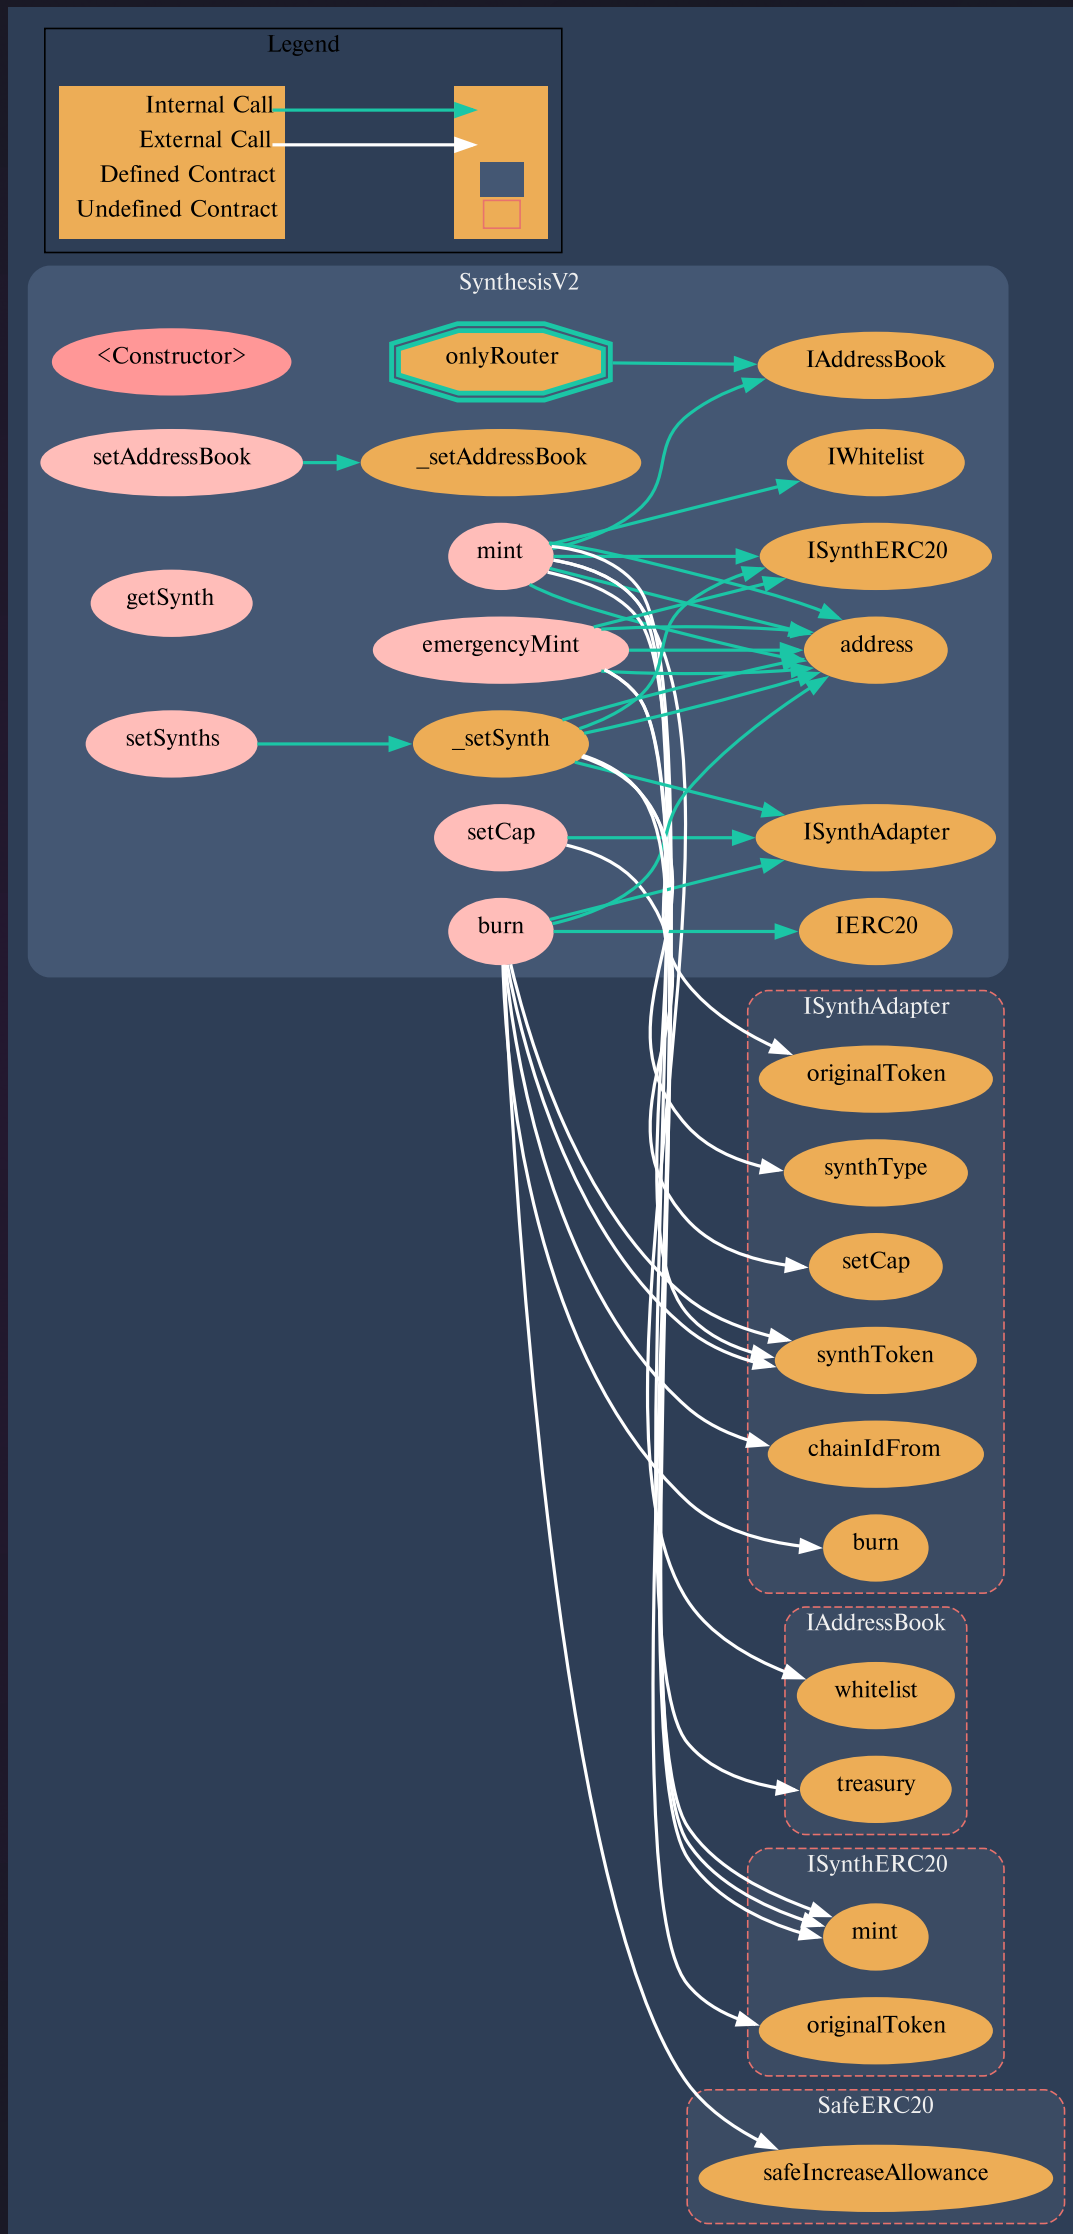 Legend
Internal Call
External Call
Defined Contract
Undefined Contract
SynthesisV2
<Constructor>
onlyRouter
IAddressBook
setAddressBook
_setAddressBook
IWhitelist
mint
ISynthERC20
getSynth
emergencyMint
address
setSynths
_setSynth
setCap
ISynthAdapter
burn
IERC20
ISynthAdapter
originalToken
synthType
setCap
synthToken
chainIdFrom
burn
IAddressBook
whitelist
treasury
ISynthERC20
mint
originalToken
SafeERC20
safeIncreaseAllowance